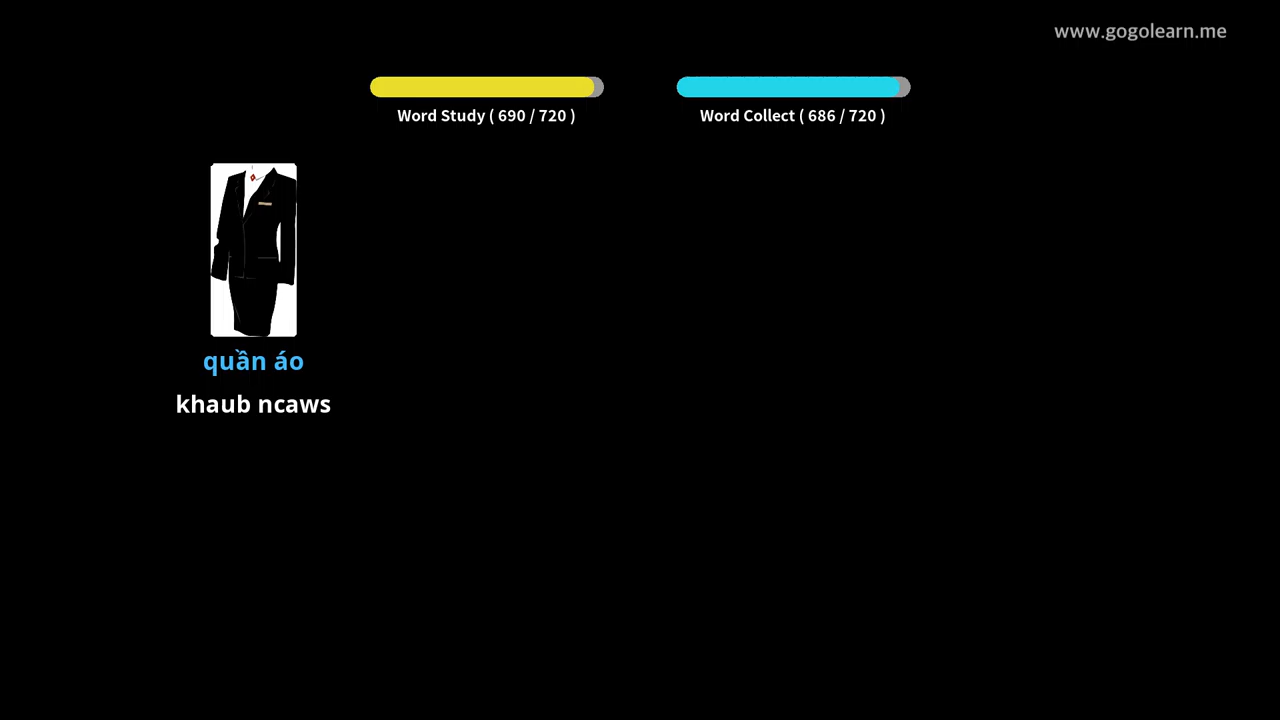 www.gogolearn.me
Word Study ( 690 / 720 )
Word Collect ( 686 / 720 )
quần áo
khaub ncaws